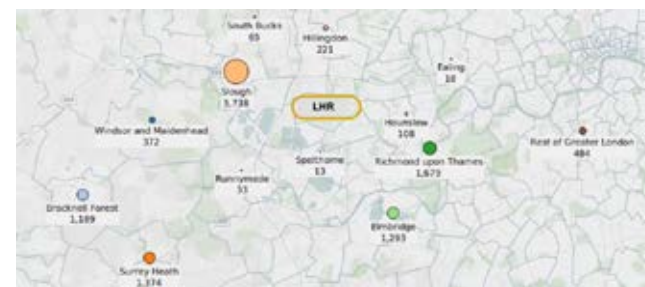 South Bucks
65
Hillingdon
221
Ealing
18
Slough
5,738
LHR
Hounslow
108
Windsor and Maidenhead
372
Rest of Greater London
484
Spelthorne
13
Richmond upon Thames
1,673
Runnymede
53
Bracknell Forest
1,189
Elmbridge
1,293
Surrey Heath
1,374